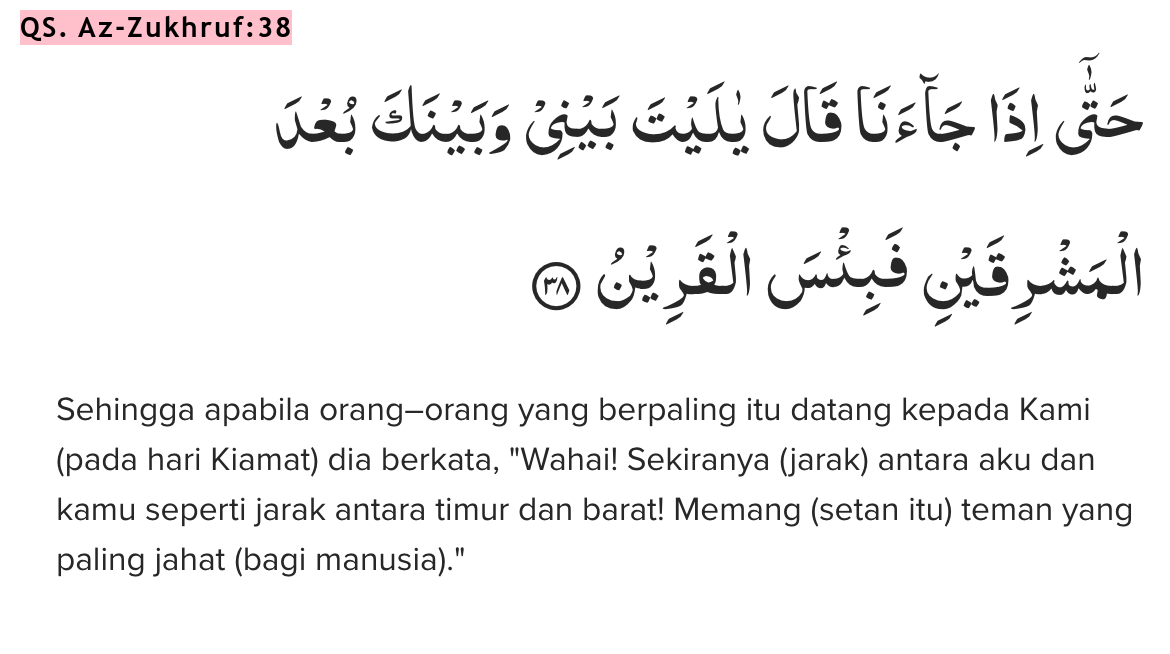 QS. Az-Zukhruf:38
حَتّٰٓى اِذَا جَاۤءَنَا قَالَ يٰلَيْتَ بَيْنِيْ وَبَيْنَكَ بُعْدَ
الْمَشْرِقَيْنِ فَبِئْسَ الْقَرِيْنُ ٣٨
Sehingga apabila orang–orang yang berpaling itu datang kepada Kami
(pada hari Kiamat) dia berkata, "Wahai! Sekiranya (jarak) antara aku dan
kamu seperti jarak antara timur dan barat! Memang (setan itu) teman yang
paling jahat (bagi manusia)."